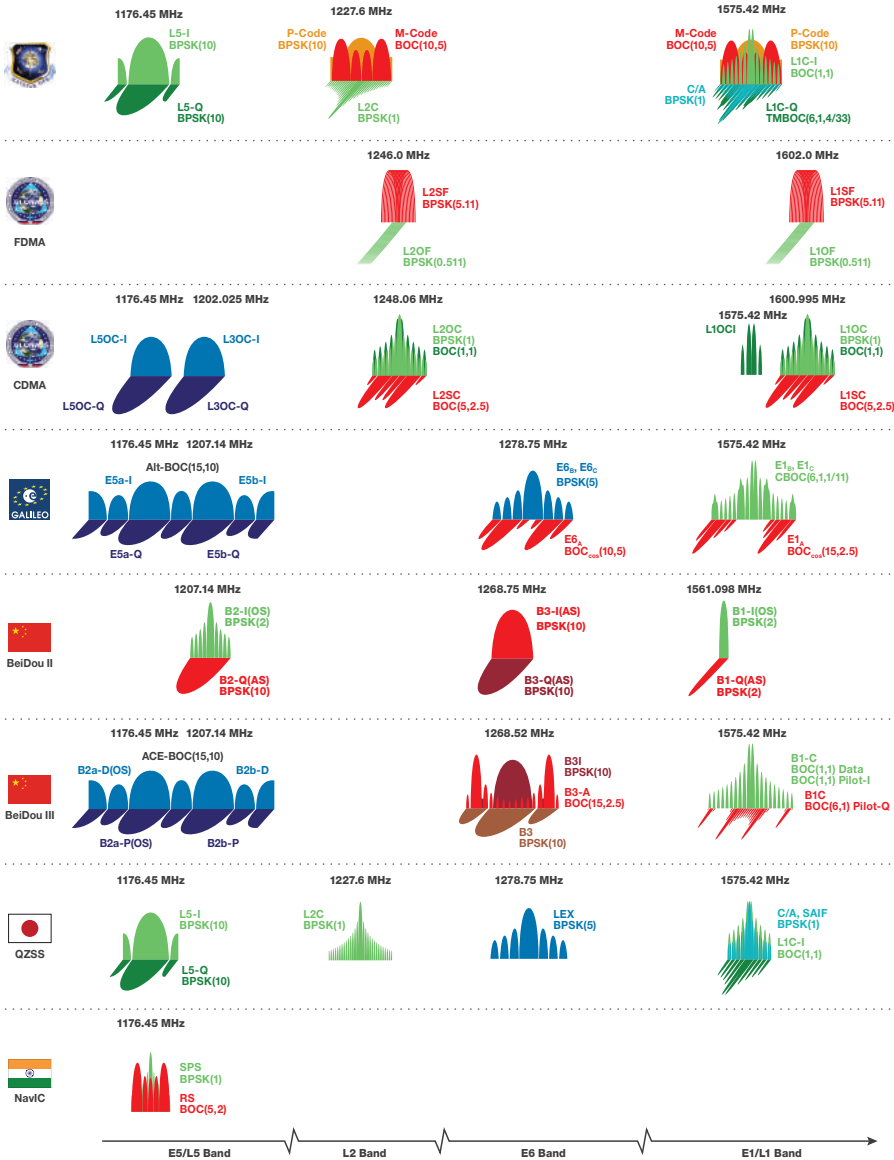 1176.45 MHz
1227.6 MHz
1575.42 MHz
L5-I
BPSK(10)
L5-Q
BPSK(10)
P-Code
BPSK(10)
M-Code
BOC(10,5)
L2C
BPSK(1)
M-Code
BOC(10,5)
P-Code
BPSK(10)
L1C-I
BOC(1,1)
C/A
BPSK(1)
L1C-Q
TMBOC(6,1,4/33)
1246.0 MHz
1602.0 MHz
FDMA
L2SF
BPSK(5.11)
L2OF
BPSK(0.511)
L1SF
BPSK(5.11)
L1OF
BPSK(0.511)
1176.45 MHz 1202.025 MHz
1248.06 MHz
1600.995 MHz
1575.42 MHz
CDMA
L5OC-I
L3OC-I
L5OC-Q
L3OC-Q
L2OC
BPSK(1)
BOC(1,1)
L2SC
BOC(5,2.5)
L1OCI
L1OC
BPSK(1)
BOC(1,1)
L1SC
BOC(5,2.5)
1176.45 MHz 1207.14 MHz
1278.75 MHz
1575.42 MHz
GALILEO
Alt-BOC(15,10)
E5a-I
E5b-I
E5a-Q
E5b-Q
E6B, E6C
BPSK(5)
E6A
BOCcos(10,5)
E1B, E1C
CBOC(6,1,1/11)
E1A
BOCcos(15,2.5)
1207.14 MHz
1268.75 MHz
1561.098 MHz
BeiDou II
B2-I(OS)
BPSK(2)
B2-Q(AS)
BPSK(10)
B3-I(AS)
BPSK(10)
B3-Q(AS)
BPSK(10)
B1-I(OS)
BPSK(2)
B1-Q(AS)
BPSK(2)
1176.45 MHz 1207.14 MHz
1268.52 MHz
1575.42 MHz
BeiDou III
ACE-BOC(15,10)
B2a-D(OS)
B2b-D
B2a-P(OS)
B2b-P
B3I
BPSK(10)
B3-A
BOC(15,2.5)
B3
BPSK(10)
B1-C
BOC(1,1) Data
BOC(1,1) Pilot-I
B1C
BOC(6,1) Pilot-Q
1176.45 MHz
1227.6 MHz
1278.75 MHz
1575.42 MHz
QZSS
L5-I
BPSK(10)
L5-Q
BPSK(10)
L2C
BPSK(1)
LEX
BPSK(5)
C/A, SAIF
BPSK(1)
L1C-I
BOC(1,1)
1176.45 MHz
NavIC
SPS
BPSK(1)
RS
BOC(5,2)
E5/L5 Band
L2 Band
E6 Band
E1/L1 Band